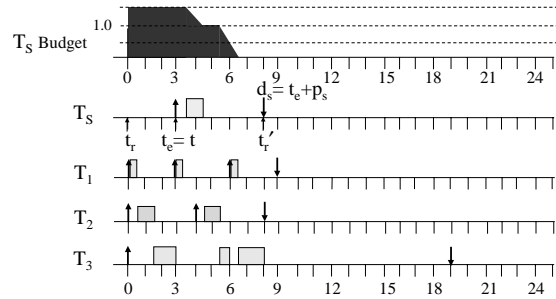 1.0
T_S Budget
0 3 6 9 12 15 18 21 24
d_s= t_e+p_s
T_S
t_r t_e= t t_r′
T_1
T_2
T_3
0 3 6 9 12 15 18 21 24